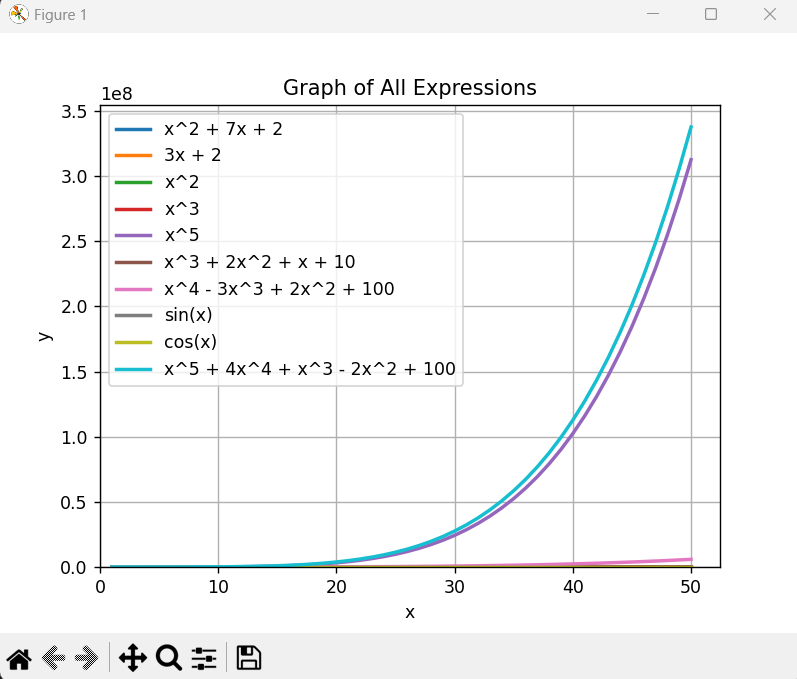 Figure 1
Graph of All Expressions
1e8
3.5
3.0
2.5
2.0
1.5
1.0
0.5
0.0
y
x^2 + 7x + 2
3x + 2
x^2
x^3
x^5
x^3 + 2x^2 + x + 10
x^4 - 3x^3 + 2x^2 + 100
sin(x)
cos(x)
x^5 + 4x^4 + x^3 - 2x^2 + 100
0 10 20 30 40 50
x